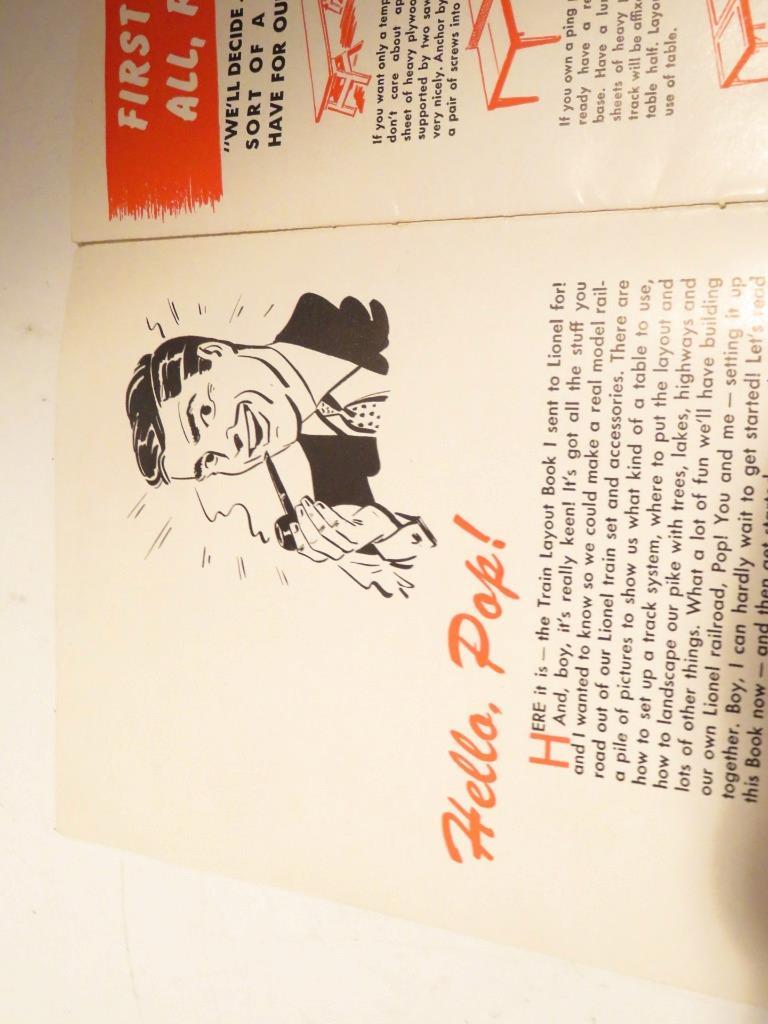 Hello, Pop!
HERE it is — the Train Layout Book I sent to Lionel for!
And, boy, it's really keen! It's got all the stuff you
and I wanted to know so we could make a real model rail-
road out of our Lionel train set and accessories. There are
a pile of pictures to show us what kind of a table to use,
how to set up a track system, where to put the layout and
how to landscape our pike with trees, lakes, highways and
lots of other things. What a lot of fun we'll have building
our own Lionel railroad, Pop! You and me — setting it up
together. Boy, I can hardly wait to get started! Let's read
this Book now — and then get started
FIRST
ALL,
"WE'LL DECIDE
SORT OF A
HAVE FOR
If you want only a
don't care about
sheet of heavy
supported by two
very nicely. Anchor by
a pair of screws into
If you own a ping
ready have a
base. Have a
sheets of heavy
track will be
table half.
use of table.